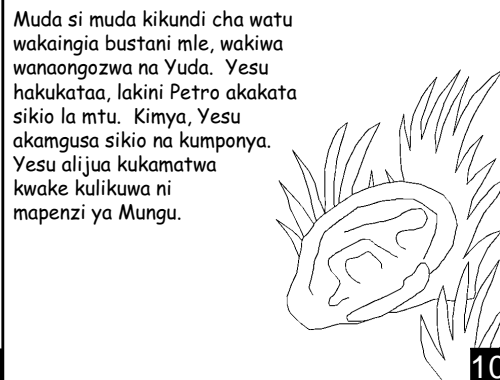 Muda si muda kikundi cha watu
wakaingia bustani mle, wakiwa
wanaongozwa na Yuda. Yesu
hakukataa, lakini Petro akakata
sikio la mtu. Kimya, Yesu
akamgusa sikio na kumponya.
Yesu alijua kukamatwa
kwake kulikuwa ni
mapenzi ya Mungu.
10